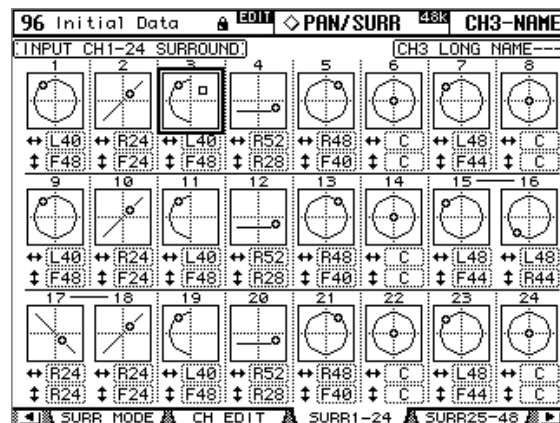 96 Initial Data EDIT PAN/SURR 48K CH3-NAME
INPUT CH1-24 SURROUND CH3 LONG NAME---
1 2 3 4 5 6 7 8
↔ L40 ↔ R24 ↔ L40 ↔ R52 ↔ R48 ↔ C ↔ L48 ↔ C
↕ F48 ↕ F24 ↕ F48 ↕ R28 ↕ F40 ↕ C ↕ F44 ↕ C
9 10 11 12 13 14 15 16
↔ L40 ↔ R24 ↔ L40 ↔ R52 ↔ R48 ↔ C ↔ L48 ↔ L48
↕ F48 ↕ F24 ↕ F48 ↕ R28 ↕ F40 ↕ C ↕ F44 ↕ R44
17 18 19 20 21 22 23 24
↔ R24 ↔ R24 ↔ L40 ↔ R52 ↔ R48 ↔ C ↔ L48 ↔ C
↕ R24 ↕ F24 ↕ F48 ↕ R28 ↕ F40 ↕ C ↕ F44 ↕ C
SURR MODE CH EDIT SURR1-24 SURR25-48